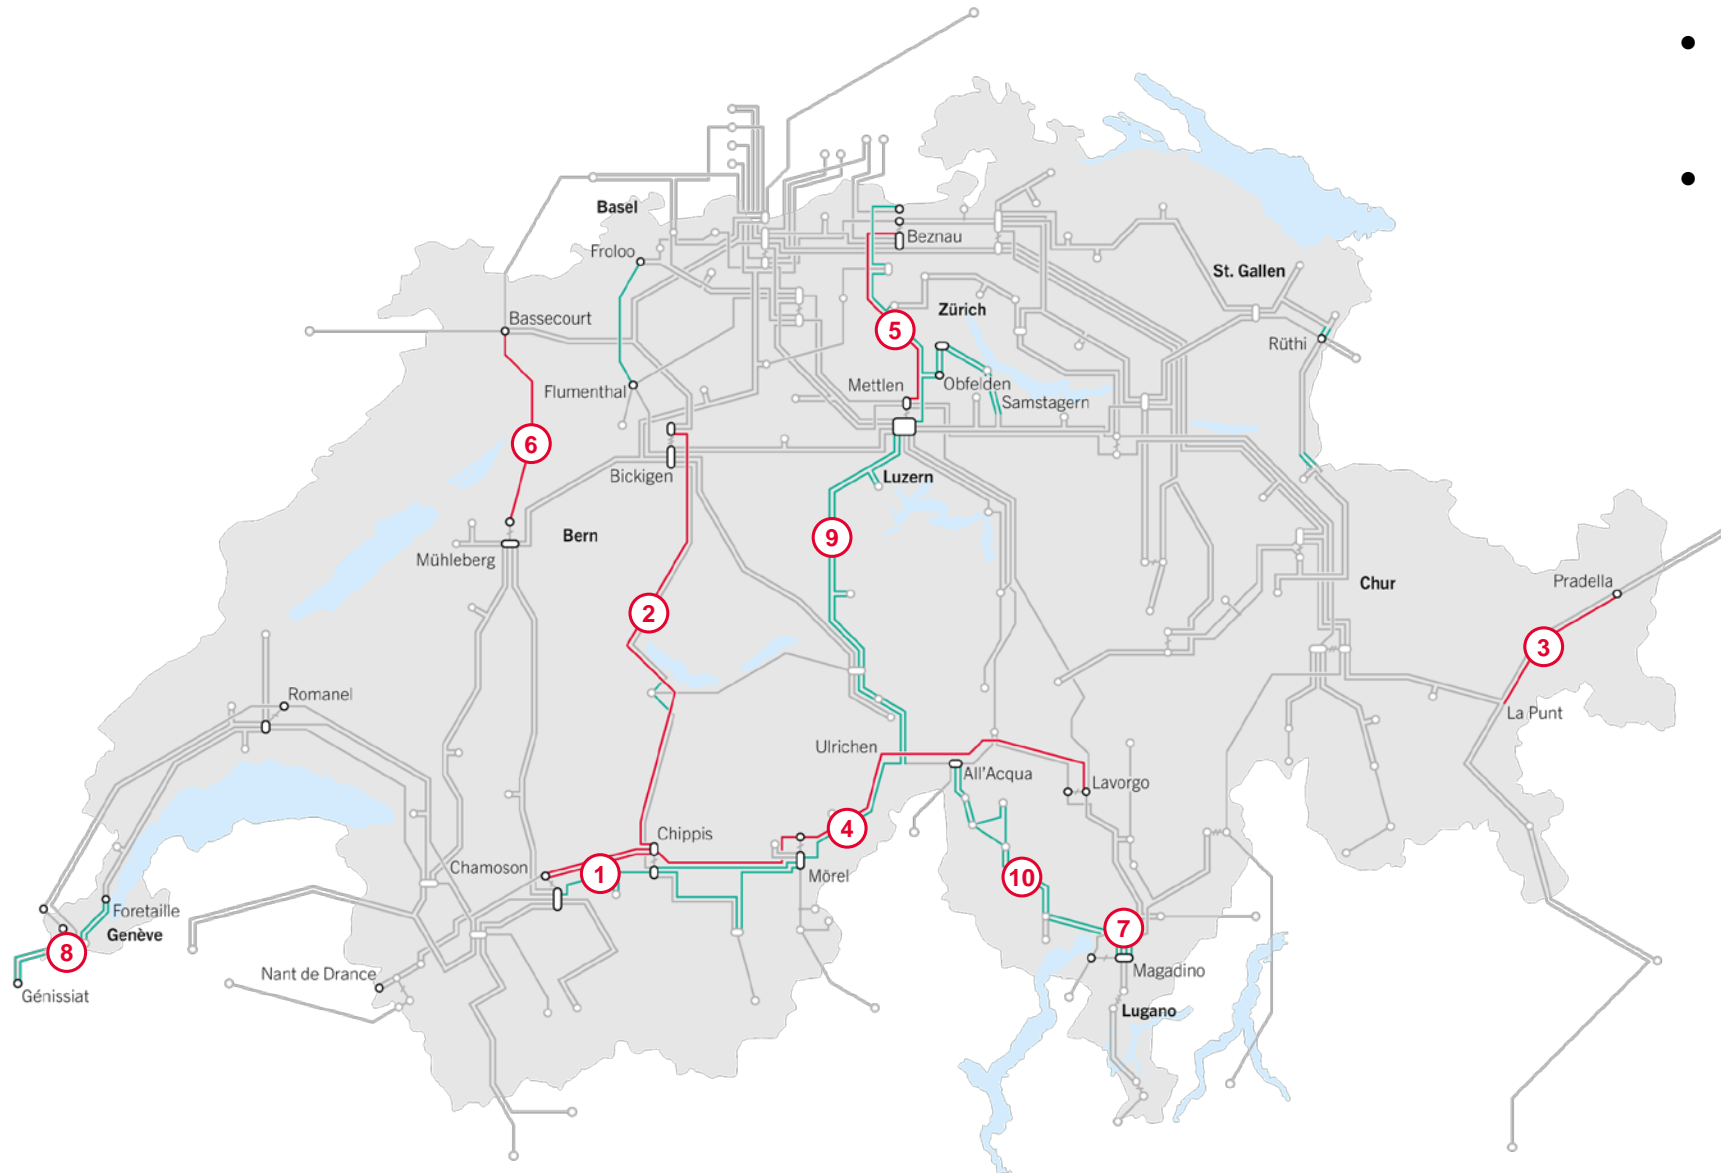 Basel
Beznau
Froloo
St. Gallen
Zürich
Bassecourt
5
Rüthi
Mettlen
Obfelden
Flumenthal
Samstagern
6
Bickigen
Luzern
Bern
9
Mühleberg
Pradella
Chur
2
3
Romanel
La Punt
Ulrichen
All'Acqua
Lavorgo
4
Chippis
Chamoson
1
Mörel
10
Foretaille
7
Genève
8
Nant de Drance
Magadino
Génissiat
Lugano